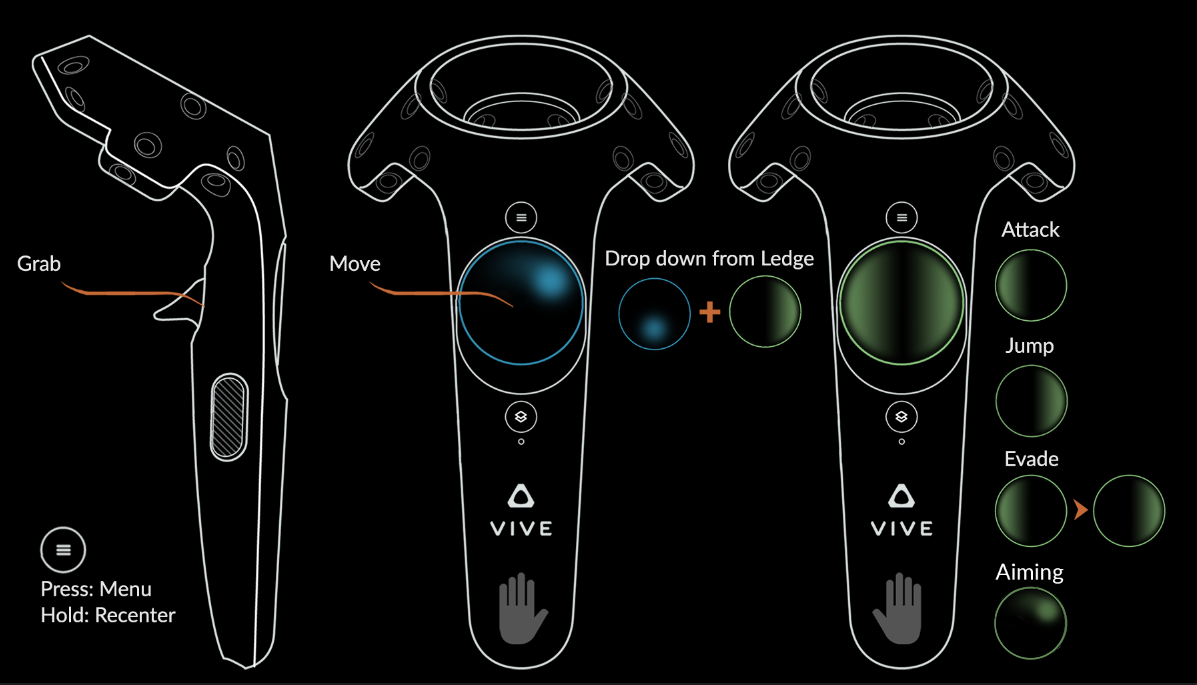 Grab
Move
Drop down from Ledge
Attack
Jump
Evade
Aiming
VIVE
VIVE
Press: Menu
Hold: Recenter